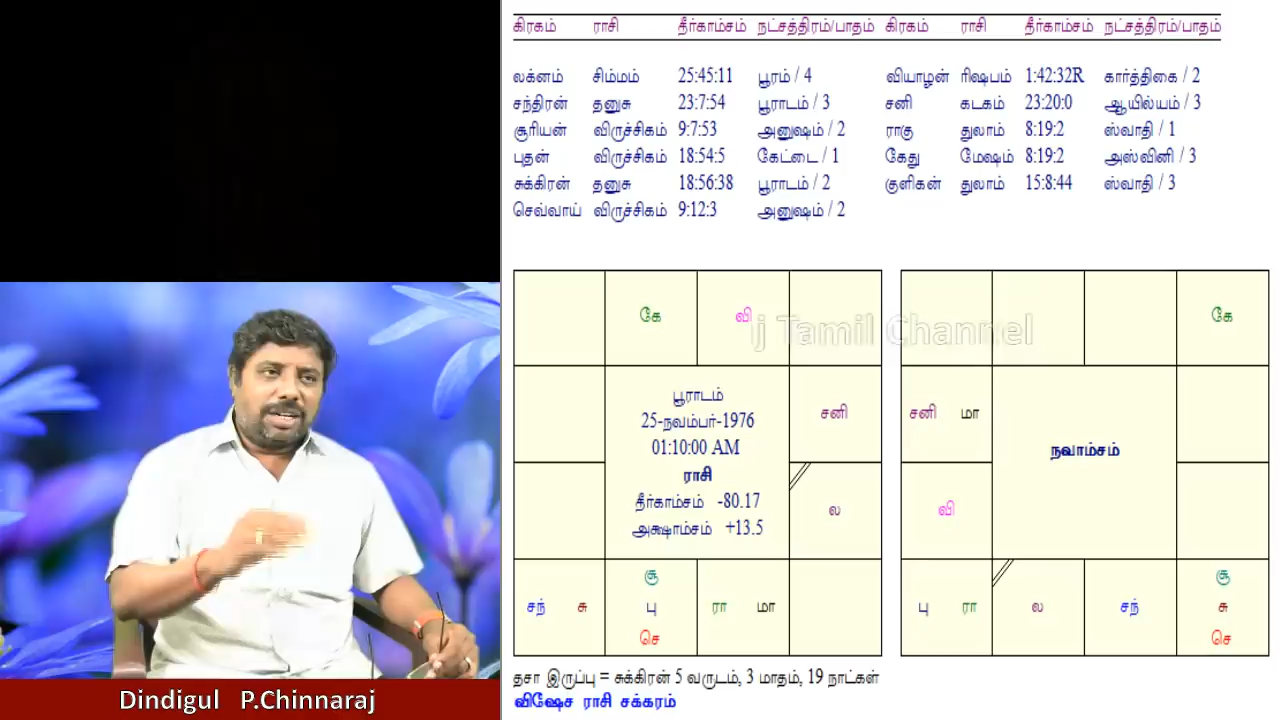 கிரகம் ராசி தீர்காம்சம் நட்சத்திரம்/பாதம் கிரகம் ராசி தீர்காம்சம் நட்சத்திரம்/பாதம்
லக்னம் சிம்மம் 25:45:11 பூரம் / 4 வியாழன் ரிஷபம் 1:42:32R கார்த்திகை / 2
சந்திரன் தனுசு 23:7:54 பூராடம் / 3 சனி கடகம் 23:20:0 ஆயில்யம் / 3
சூரியன் விருச்சிகம் 9:7:53 அனுஷம் / 2 ராகு துலாம் 8:19:2 ஸ்வாதி / 1
புதன் விருச்சிகம் 18:54:5 கேட்டை / 1 கேது மேஷம் 8:19:2 அஸ்வினி / 3
சுக்கிரன் தனுசு 18:56:38 பூராடம் / 2 குளிகன் துலாம் 15:8:44 ஸ்வாதி / 3
செவ்வாய் விருச்சிகம் 9:12:3 அனுஷம் / 2
கே வி
சனி
ல
பூராடம்
25-நவம்பர்-1976
01:10:00 AM
ராசி
தீர்காம்சம் -80.17
அக்ஷாம்சம் +13.5
சந் சு
சூ
பு
செ
ரா மா
கே
சனி மா
வி
நவாம்சம்
பு ரா ல சந்
சூ
சு
செ
j Tamil Channel
தசா இருப்பு = சுக்கிரன் 5 வருடம், 3 மாதம், 19 நாட்கள்
விஷேச ராசி சக்கரம்
Dindigul P.Chinnaraj